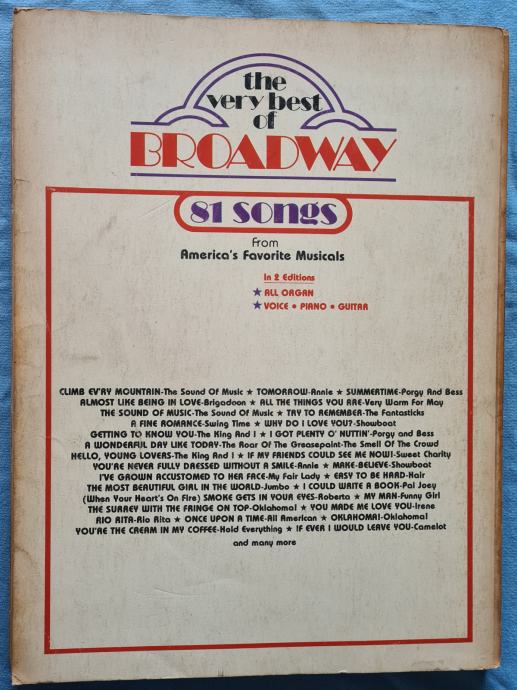 the
very best
of
BROADWAY
81 songs
From
America's Favorite Musicals
In 2 Editions
★ ALL ORGAN
★ VOICE • PIANO • GUITAR
CLIMB EV'RY MOUNTAIN-The Sound Of Music ★ TOMORROW-Annie ★ SUMMERTIME-Porgy And Bess
ALMOST LIKE BEING IN LOVE-Brigadoon ★ ALL THE THINGS YOU ARE-Very Warm For May
THE SOUND OF MUSIC-The Sound Of Music ★ TRY TO REMEMBER-The Fantasticks
A FINE ROMANCE-Swing Time ★ WHY DO I LOVE YOU?-Showboat
GETTING TO KNOW YOU-The King And I ★ I GOT PLENTY O' NUTTIN'-Porgy and Bess
A WONDERFUL DAY LIKE TODAY-The Roar Of The Greasepaint-The Smell Of The Crowd
HELLO, YOUNG LOVERS-The King And I ★ IF MY FRIENDS COULD SEE ME NOW!-Sweet Charity
YOU'RE NEVER FULLY DRESSED WITHOUT A SMILE-Annie ★ MAKE-BELIEVE-Showboat
I'VE GROWN ACCUSTOMED TO HER FACE-My Fair Lady ★ EASY TO BE HARD-Hair
THE MOST BEAUTIFUL GIRL IN THE WORLD-Jumbo ★ I COULD WRITE A BOOK-Pal Joey
(When Your Heart's On Fire) SMOKE GETS IN YOUR EYES-Roberta ★ MY MAN-Funny Girl
THE SURREY WITH THE FRINGE ON TOP-Oklahoma! ★ YOU MADE ME LOVE YOU-Irene
RIO RITA-Rio Rita ★ ONCE UPON A TIME-All American ★ OKLAHOMA!-Oklahoma!
YOU'RE THE CREAM IN MY COFFEE-Hold Everything ★ IF EVER I WOULD LEAVE YOU-Camelot
and many more